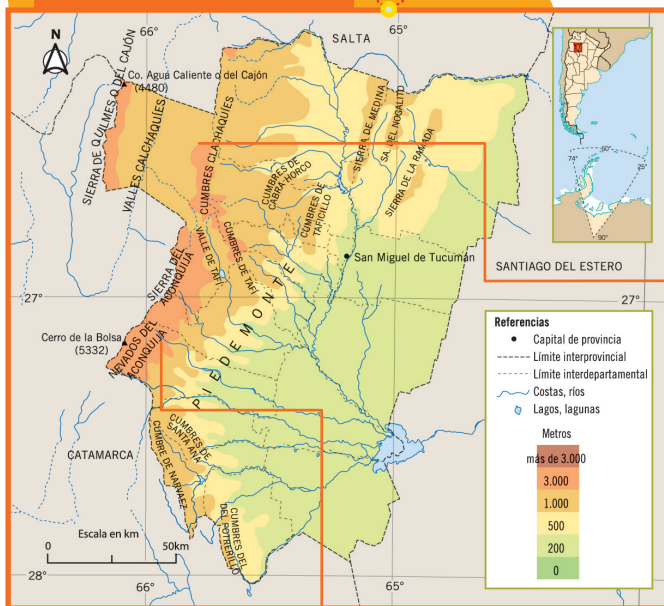 N
66°
65°
SALTA
Co. Agua Caliente o del Cajón
(4480)
SIERRA DE QUILMES O DEL CAJÓN
VALLES CALCHAQUÍES
CUMBRES CLACHAQUÍES
SIERRA DE MEDINA
SA. DEL NOGALITO
SIERRA DE LA RAMADA
CUMBRES DE
CABRA HORCO
CUMBRES DE
TAFICILLO
VALLE DE TAFÍ
CUMBRES DE TAFÍ
San Miguel de Tucumán
SANTIAGO DEL ESTERO
SIERRA DEL
ACONQUIJA
27°
27°
Cerro de la Bolsa
(5332)
NEVADOS DEL
ACONQUIJA
PIEDEMONTE
CATAMARCA
CUMBRES DE
SANTA ANA
CUMBRE DE NARVAEZ
CUMBRES DEL
DEL POTRERILLO
Escala en km
0
50km
28°
66°
65°
74°
50°
25°
90°
Referencias
Capital de provincia
Límite interprovincial
Límite interdepartamental
Costas, ríos
Lagos, lagunas
Metros
más de 3.000
3.000
1.000
500
200
0